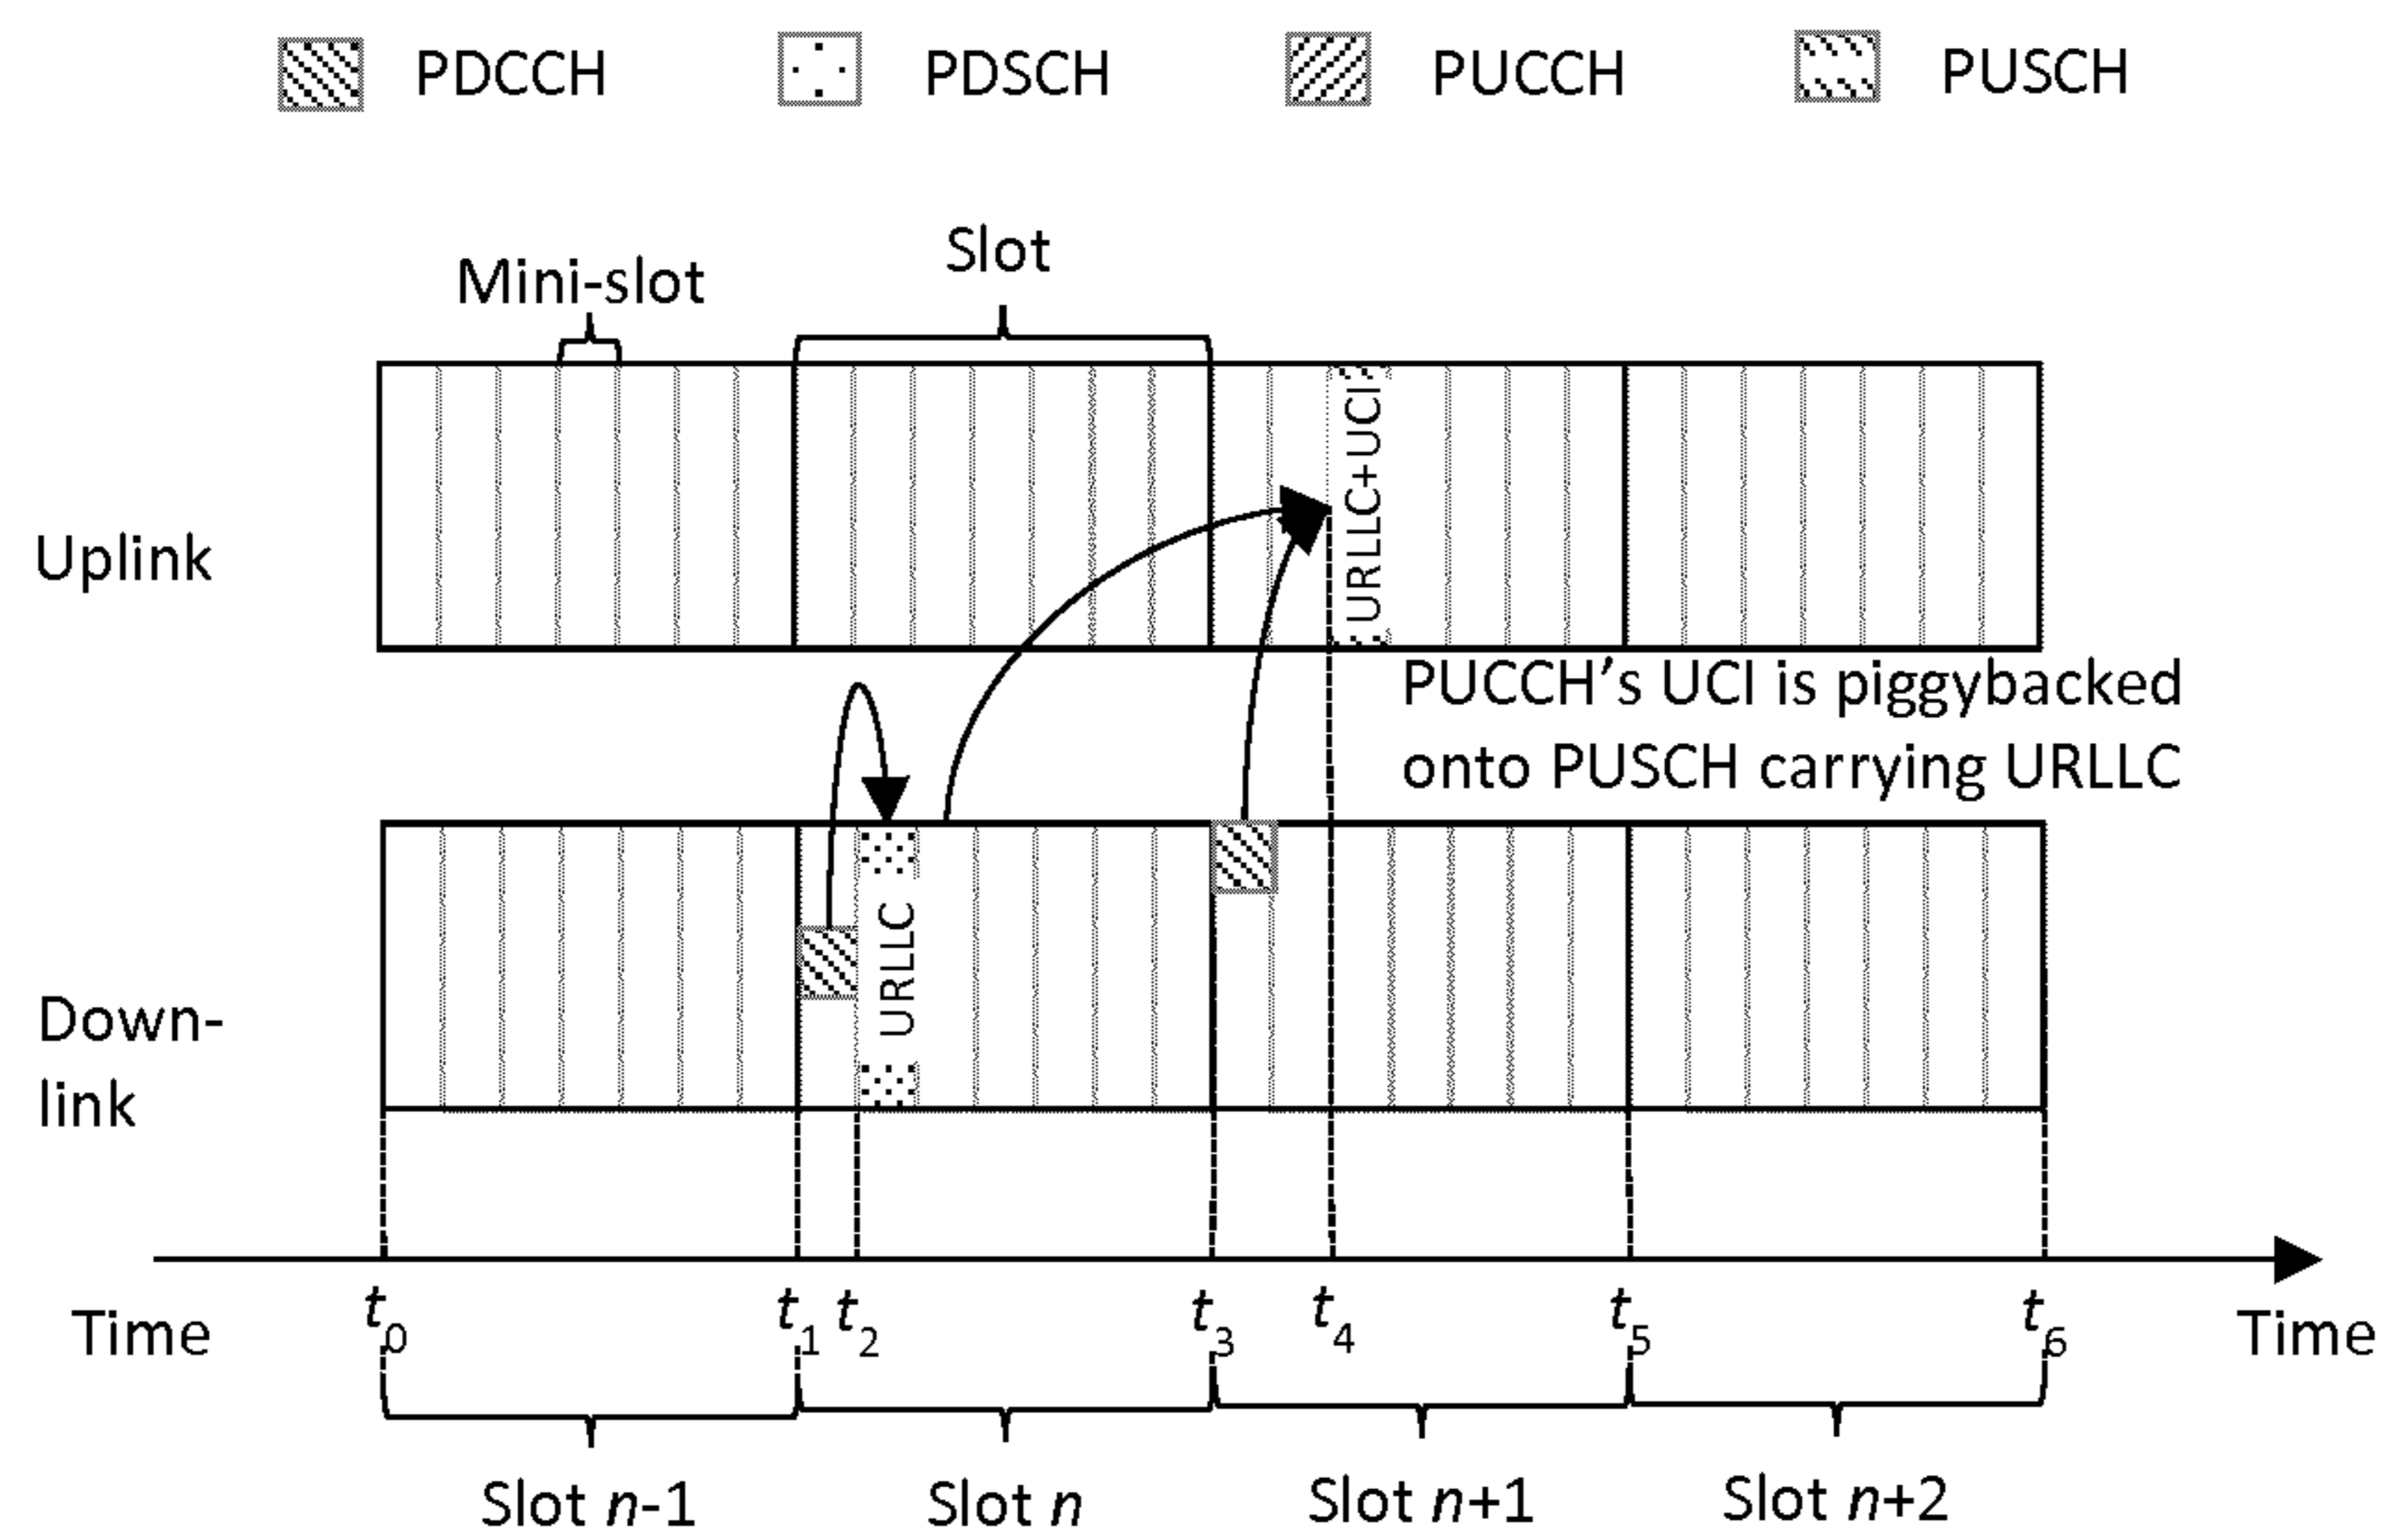 PDCCH PDSCH PUCCH PUSCH
Slot
Mini-slot
URLLC+UCI
Uplink
PUCCH's UCI is piggybacked
onto PUSCH carrying URLLC
URLLC
Down-
link
t0 t1 t2 t3 t4 t5 t6
Time Time
Slot n-1 Slot n Slot n+1 Slot n+2